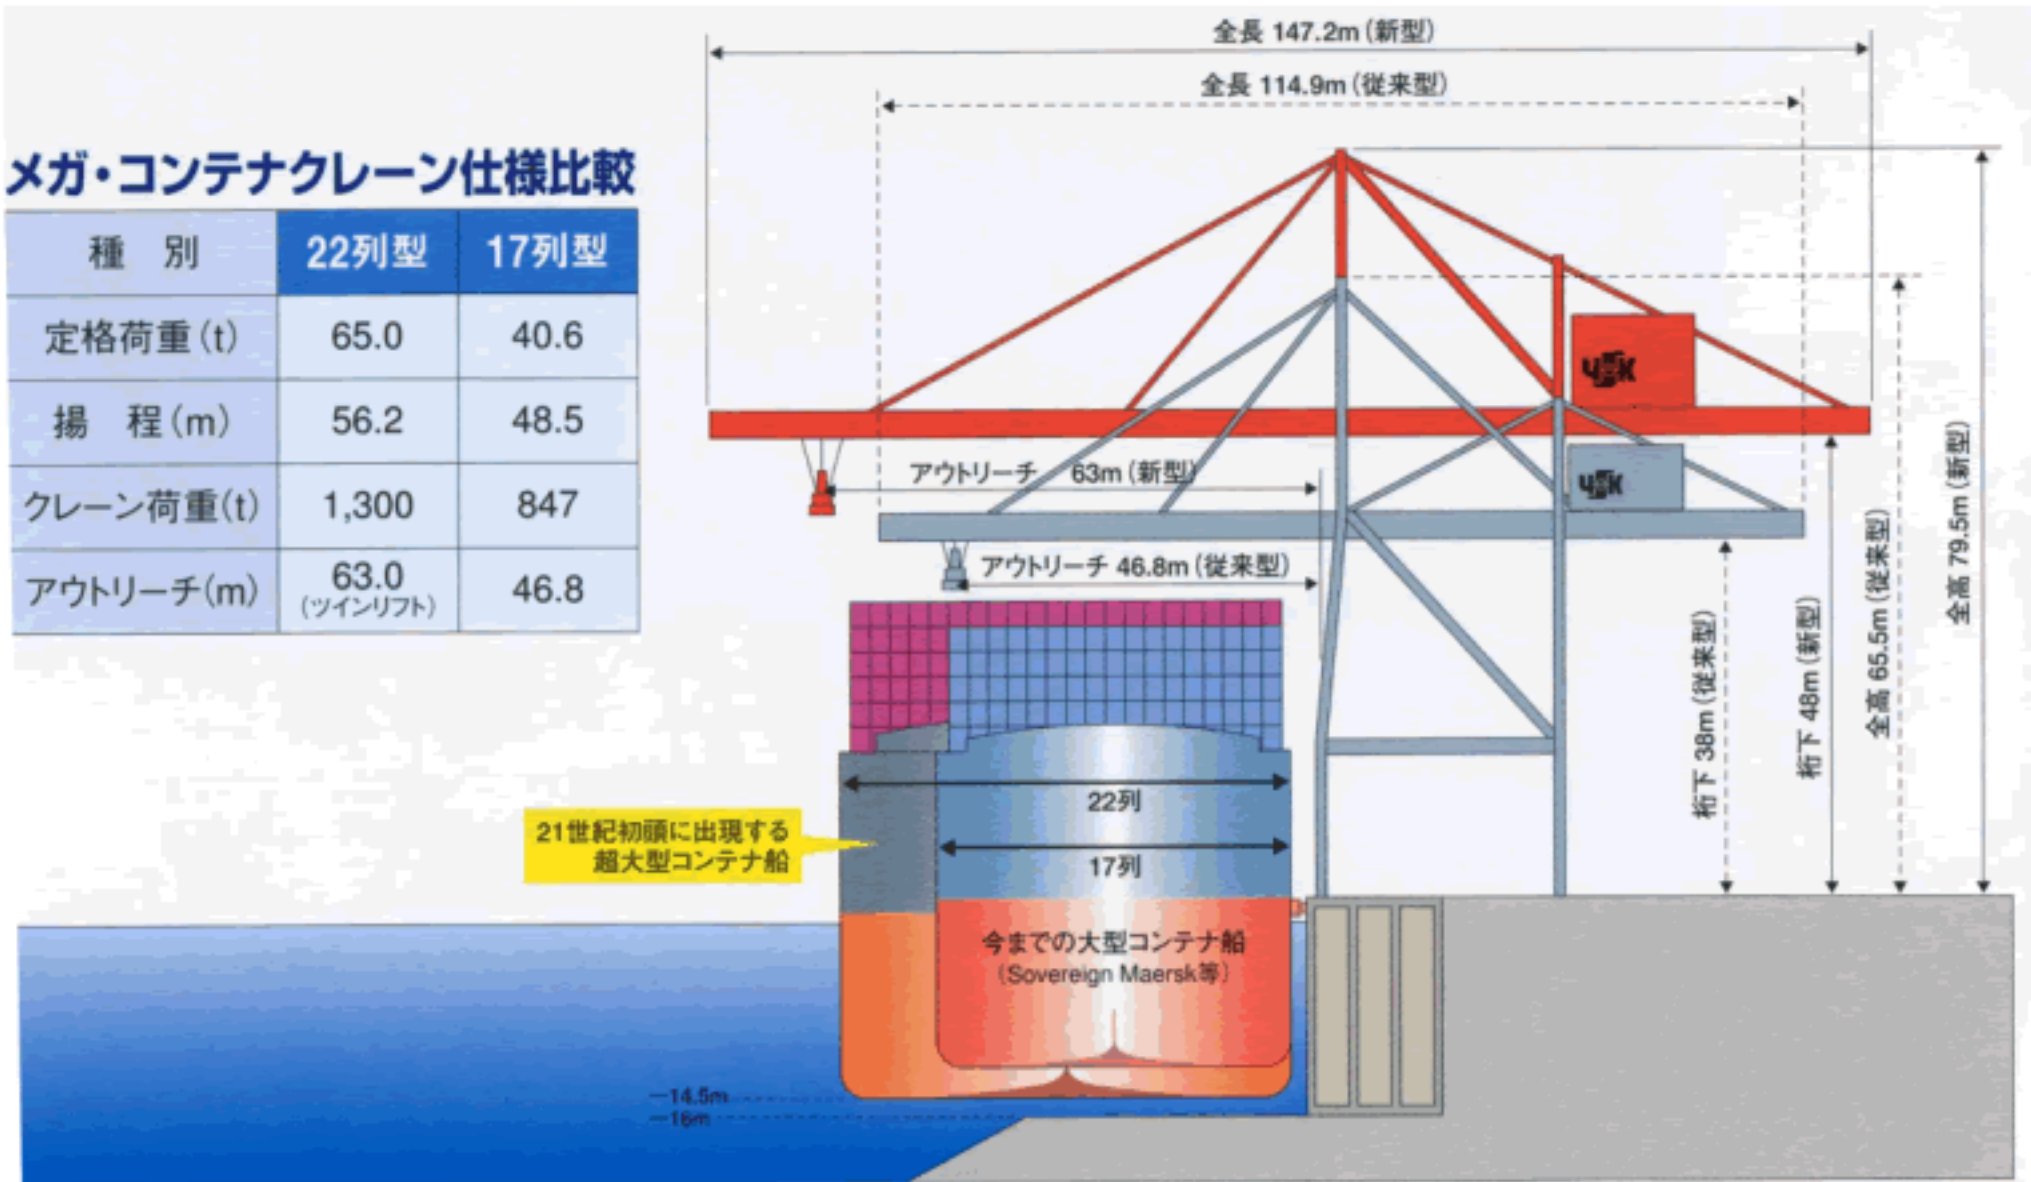 全長 147.2m(新型)
全長 114.9m(従来型)
メガ・コンテナクレーン仕様比較
種 別 22列型 17列型
定格荷重(t) 65.0 40.6
揚 程(m) 56.2 48.5
クレーン荷重(t) 1,300 847
アウトリーチ(m) 63.0 46.8
(ツインリフト)
アウトリーチ 63m(新型)
アウトリーチ 46.8m(従来型)
桁下 38m(従来型)
桁下 48m(新型)
全高 65.5m(従来型)
全高 79.5m(新型)
22列
17列
21世紀初頭に出現する
超大型コンテナ船
今までの大型コンテナ船
(Sovereign Maersk等)
-14.5m
-16m